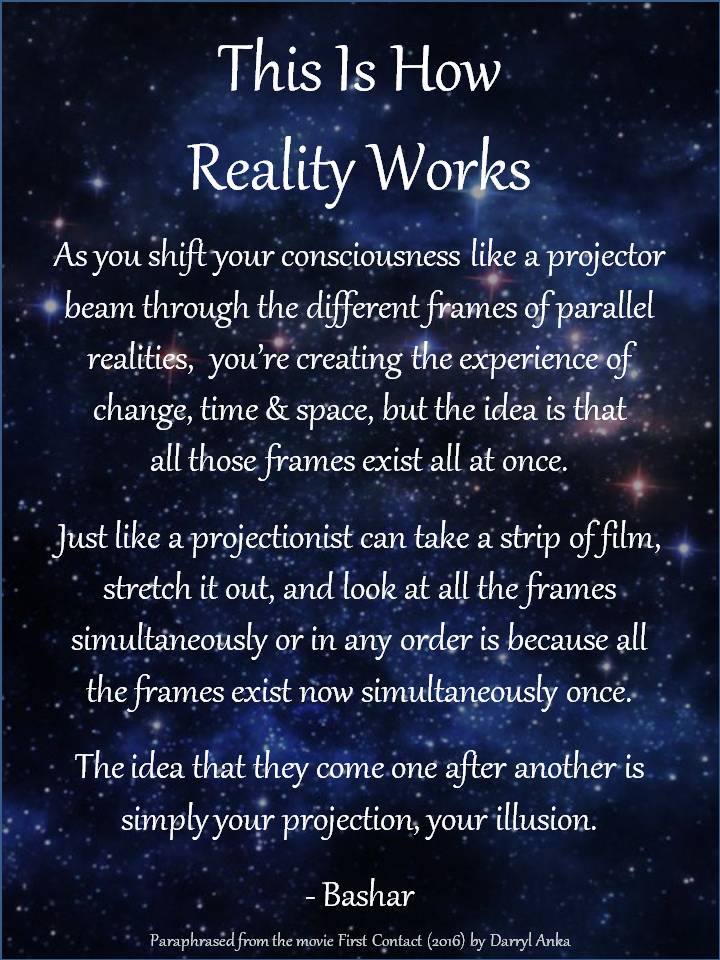 This Is How
Reality Works
As you shift your consciousness like a projector
beam through the different frames of parallel
realities,  you're creating the experience of
change, time & space, but the idea is that
all those frames exist all at once.
Just like a projectionist can take a strip of film,
stretch it out, and look at all the frames
simultaneously or in any order is because all
the frames exist now simultaneously once.
The idea that they come one after another is
simply your projection, your illusion.
- Bashar
Paraphrased from the movie First Contact (2016) by Darryl Anka